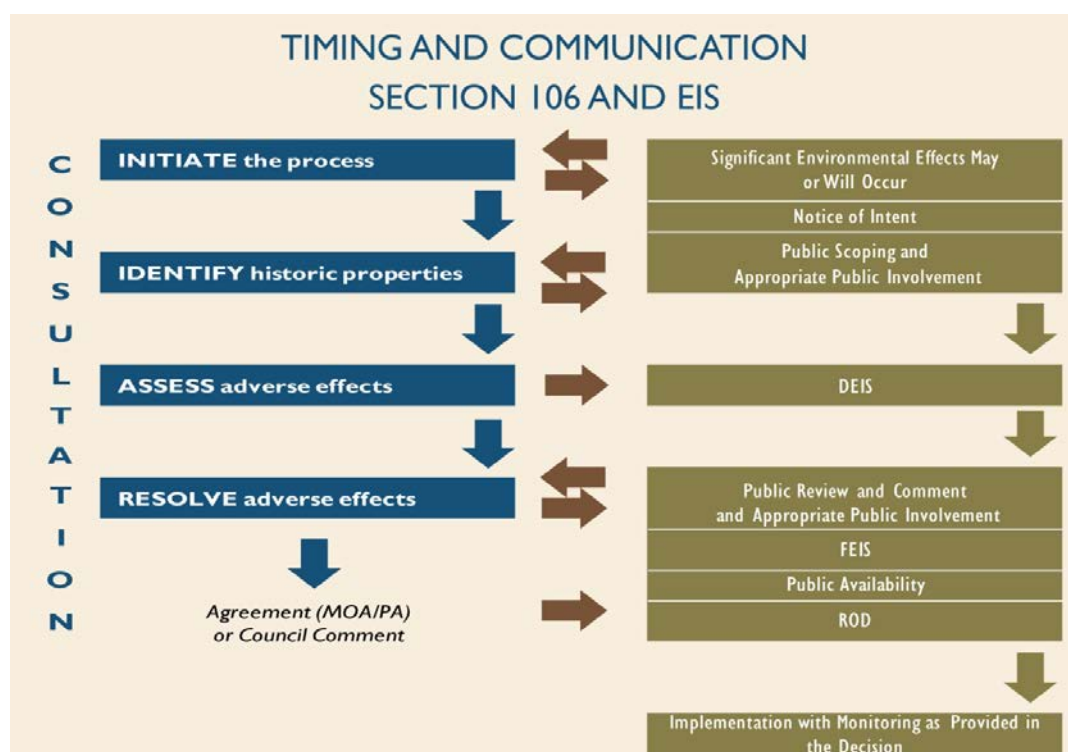 TIMING AND COMMUNICATION
SECTION 106 AND EIS
CONSULTATION
INITIATE the process
IDENTIFY historic properties
ASSESS adverse effects
RESOLVE adverse effects
Agreement (MOA/PA)
or Council Comment
Significant Environmental Effects May
or Will Occur
Notice of Intent
Public Scoping and
Appropriate Public Involvement
DEIS
Public Review and Comment
and Appropriate Public Involvement
FEIS
Public Availability
ROD
Implementation with Monitoring as Provided in
the Decision